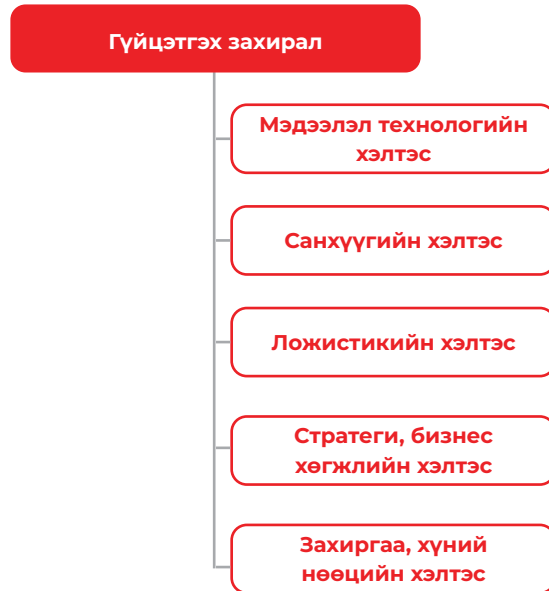 Гүйцэтгэх захирал
Мэдээлэл технологийн
хэлтэс
Санхүүгийн хэлтэс
Ложистикийн хэлтэс
Стратеги, бизнес
хөгжлийн хэлтэс
Захиргаа, хүний
нөөцийн хэлтэс